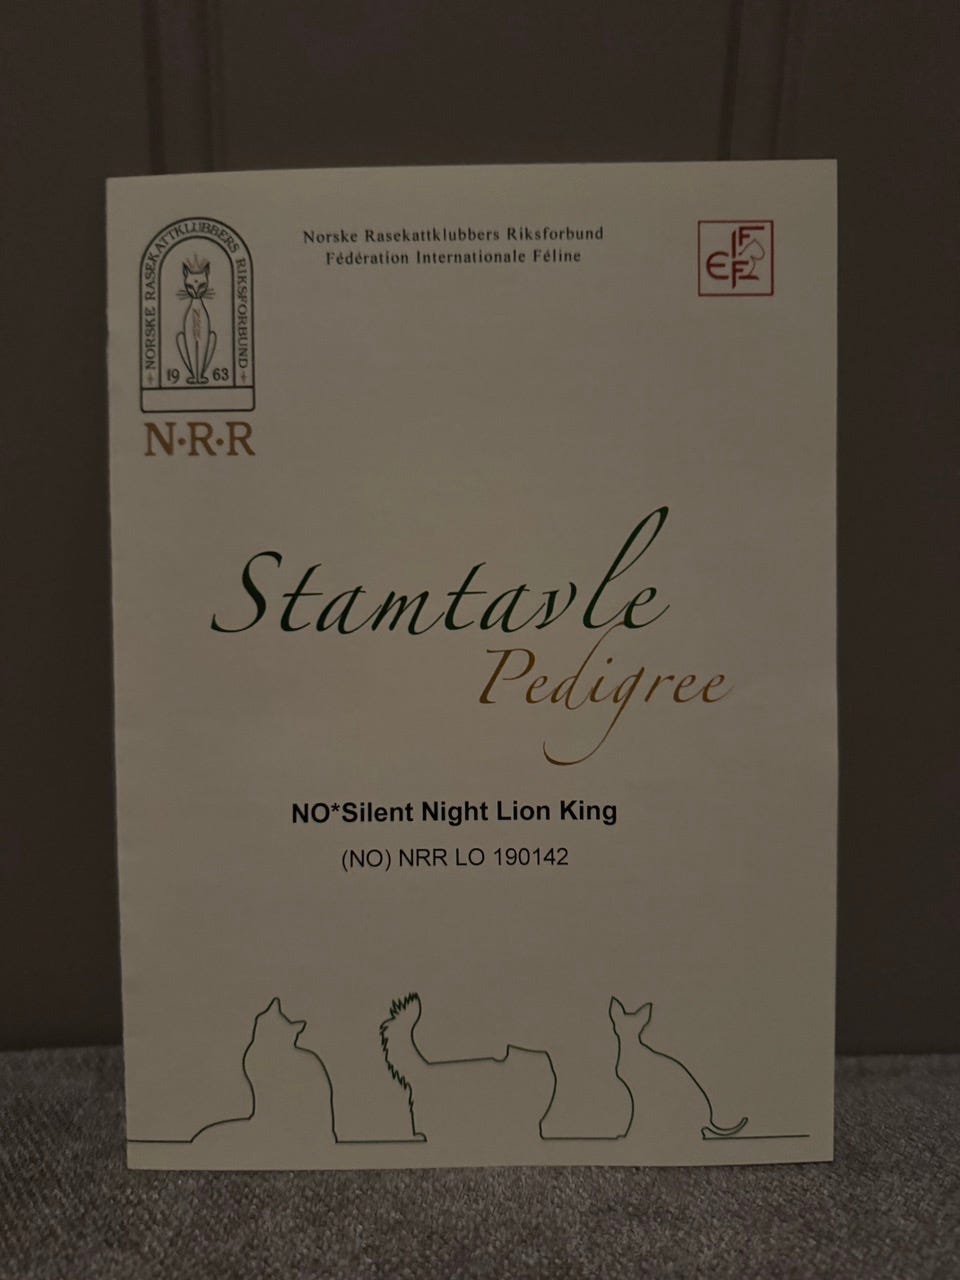 NORSKE RASEKATTKLUBBERS RIKSFORBUND
NRR
19 63
N·R·R
Norske Rasekattklubbers Riksforbund
Fédération Internationale Féline
FIFe
Stamtavle
Pedigree
NO*Silent Night Lion King
(NO) NRR LO 190142